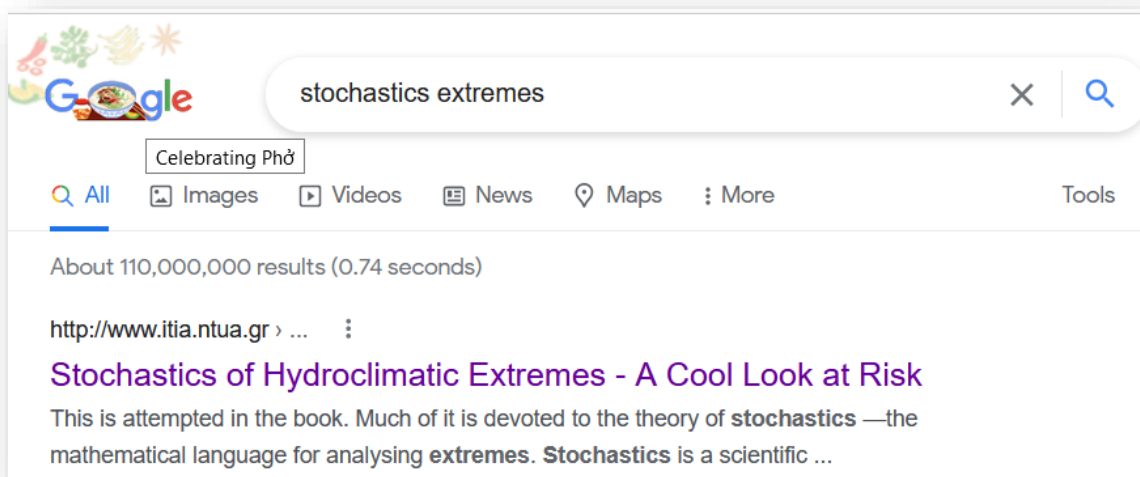 Google
stochastics extremes
Celebrating Phở
All Images Videos News Maps More Tools
About 110,000,000 results (0.74 seconds)
http://www.itia.ntua.gr › ...
Stochastics of Hydroclimatic Extremes - A Cool Look at Risk
This is attempted in the book. Much of it is devoted to the theory of stochastics —the
mathematical language for analysing extremes. Stochastics is a scientific ...